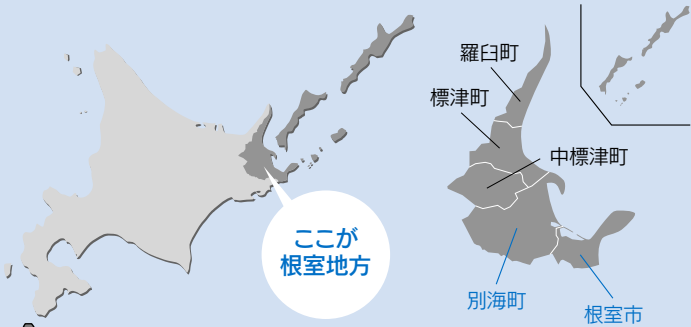 ここが
根室地方
羅臼町
標津町
中標津町
別海町
根室市